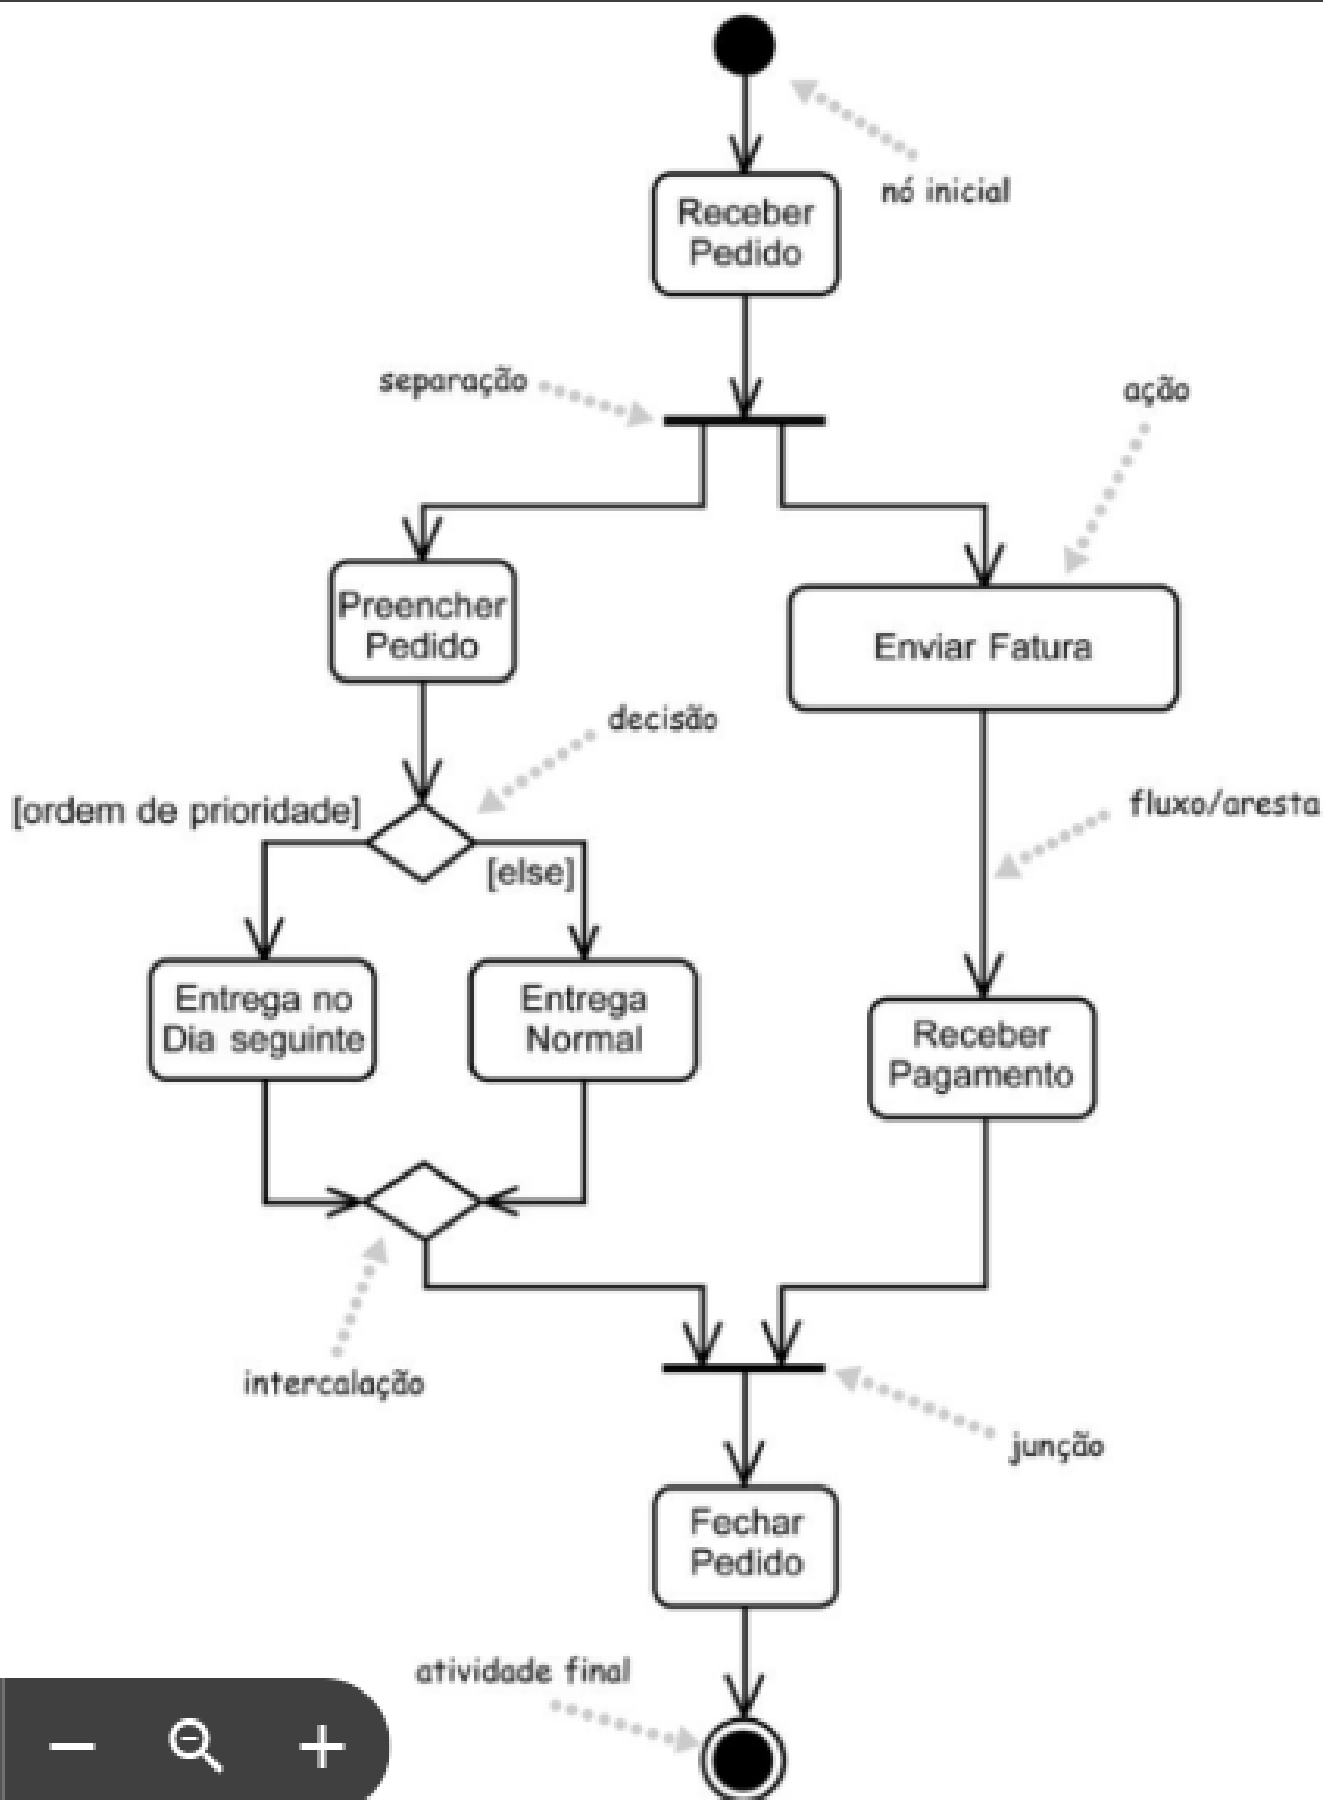 nó inicial
Receber
Pedido
separação
ação
Preencher
Pedido
Enviar Fatura
decisão
[ordem de prioridade]
fluxo/aresta
[else]
Entrega no
Dia seguinte
Entrega
Normal
Receber
Pagamento
intercalação
junção
Fechar
Pedido
atividade final